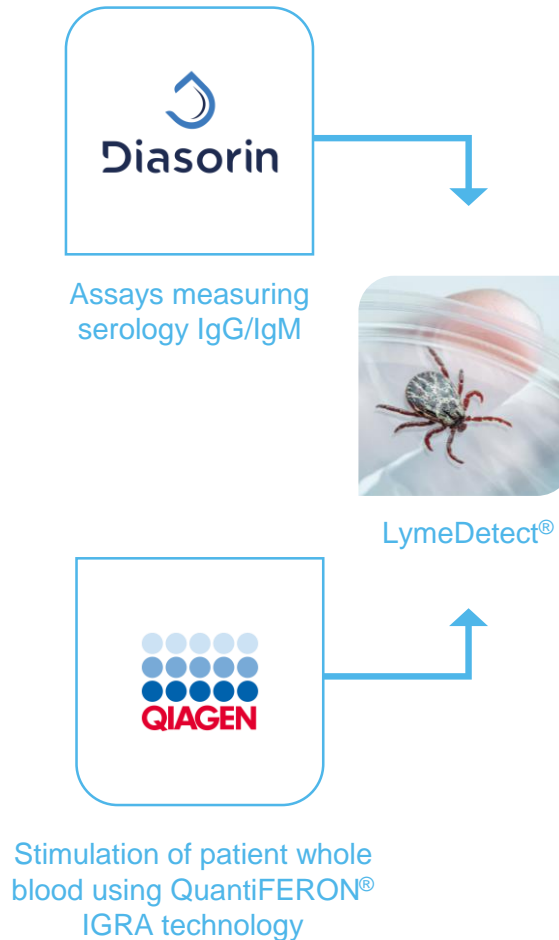 Diasorin
Assays measuring
serology IgG/IgM
LymeDetect®
QIAGEN
Stimulation of patient whole
blood using QuantiFERON®
IGRA technology